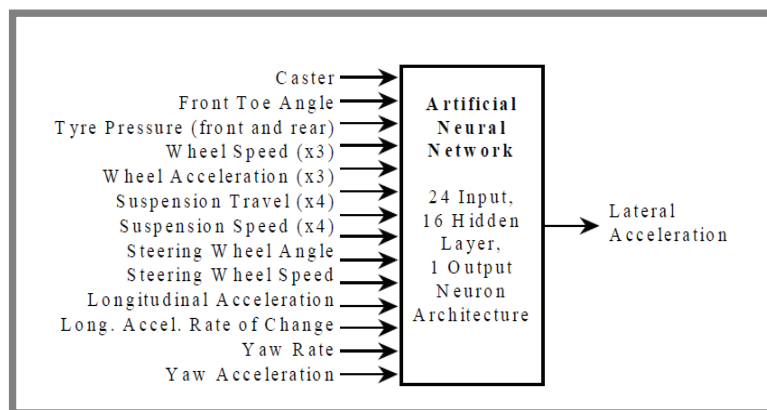 Caster
Front Toe Angle
Tyre Pressure (front and rear)
Wheel Speed (x3)
Wheel Acceleration (x3)
Suspension Travel (x4)
Suspension Speed (x4)
Steering Wheel Angle
Steering Wheel Speed
Longitudinal Acceleration
Long. Accel. Rate of Change
Yaw Rate
Yaw Acceleration
Artificial
Neural
Network
24 Input,
16 Hidden
Layer,
1 Output
Neuron
Architecture
Lateral
Acceleration